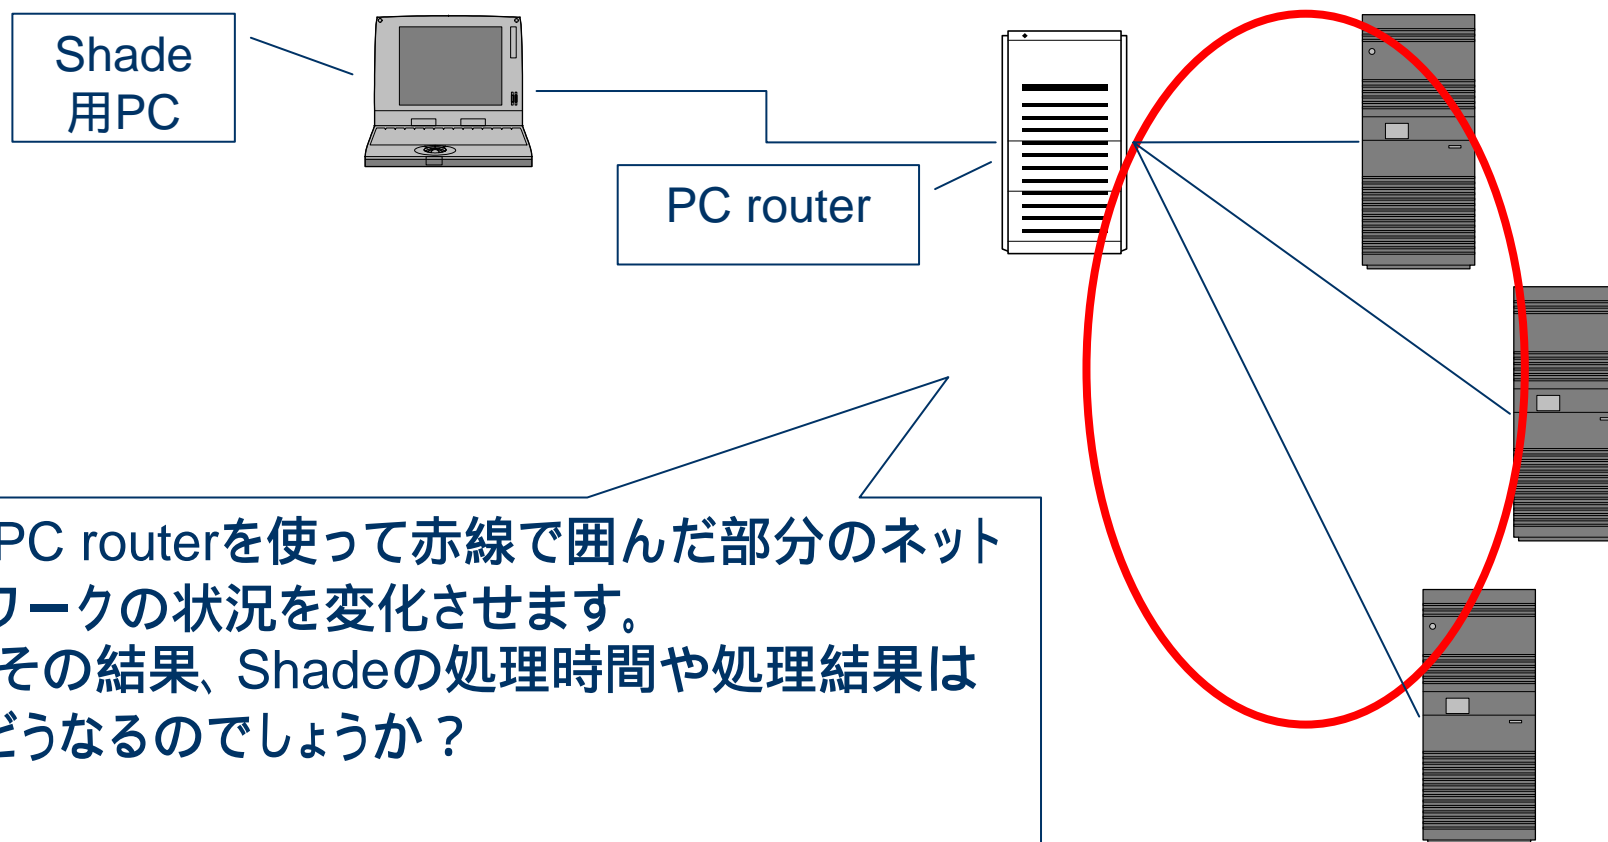 Shade
用PC
PC router
PC routerを使って赤線で囲んだ部分のネット
ワークの状況を変化させます。
その結果、Shadeの処理時間や処理結果は
どうなるのでしょうか？